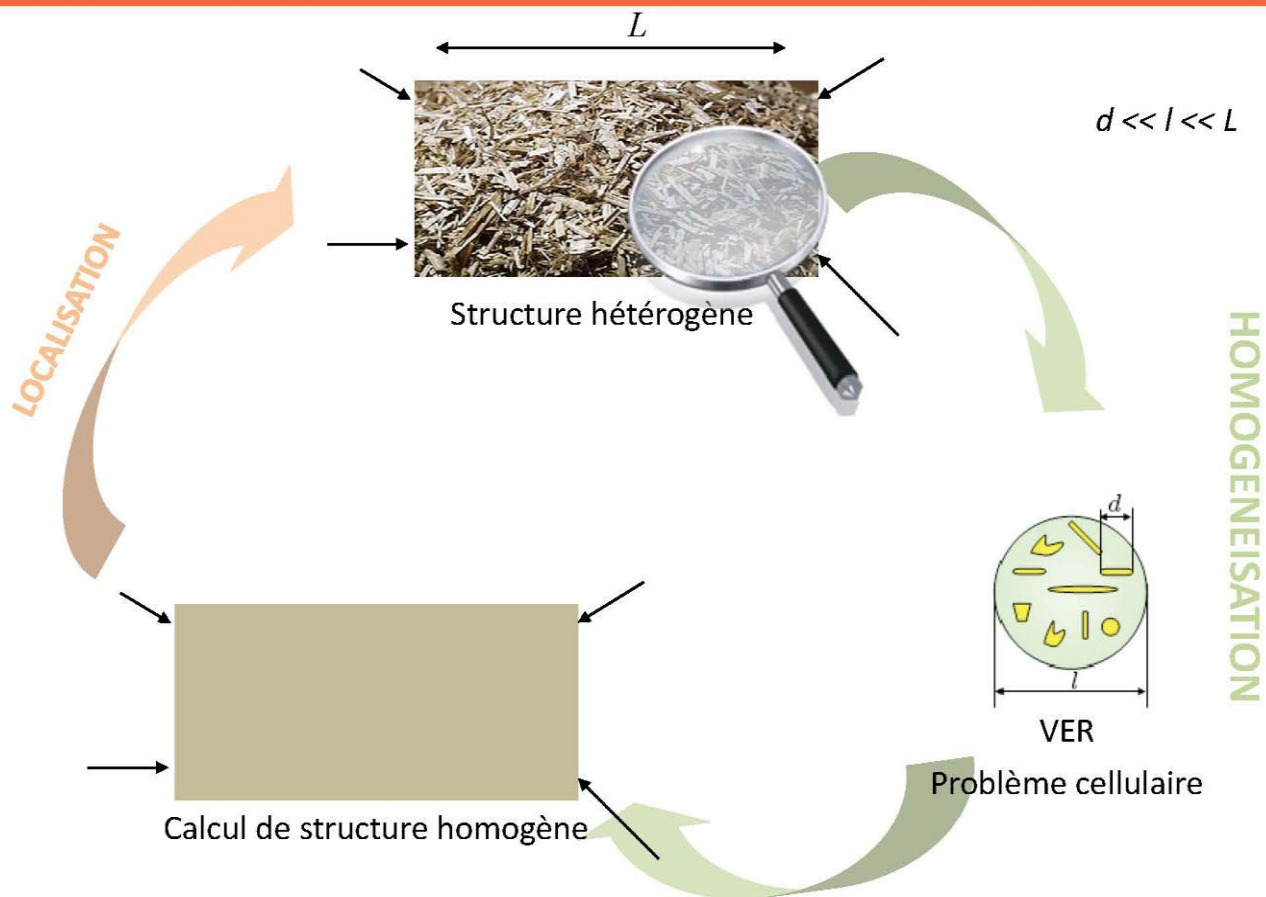 L
d << l << L
Structure hétérogène
LOCALISATION
HOMOGENEISATION
d
l
VER
Problème cellulaire
Calcul de structure homogène